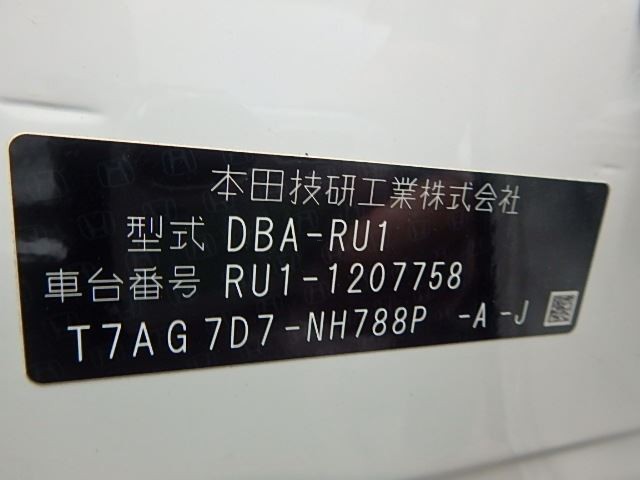 本田技研工業株式会社
型式 DBA-RU1
車台番号 RU1-1207758
T7AG 7D7-NH788P -A-J